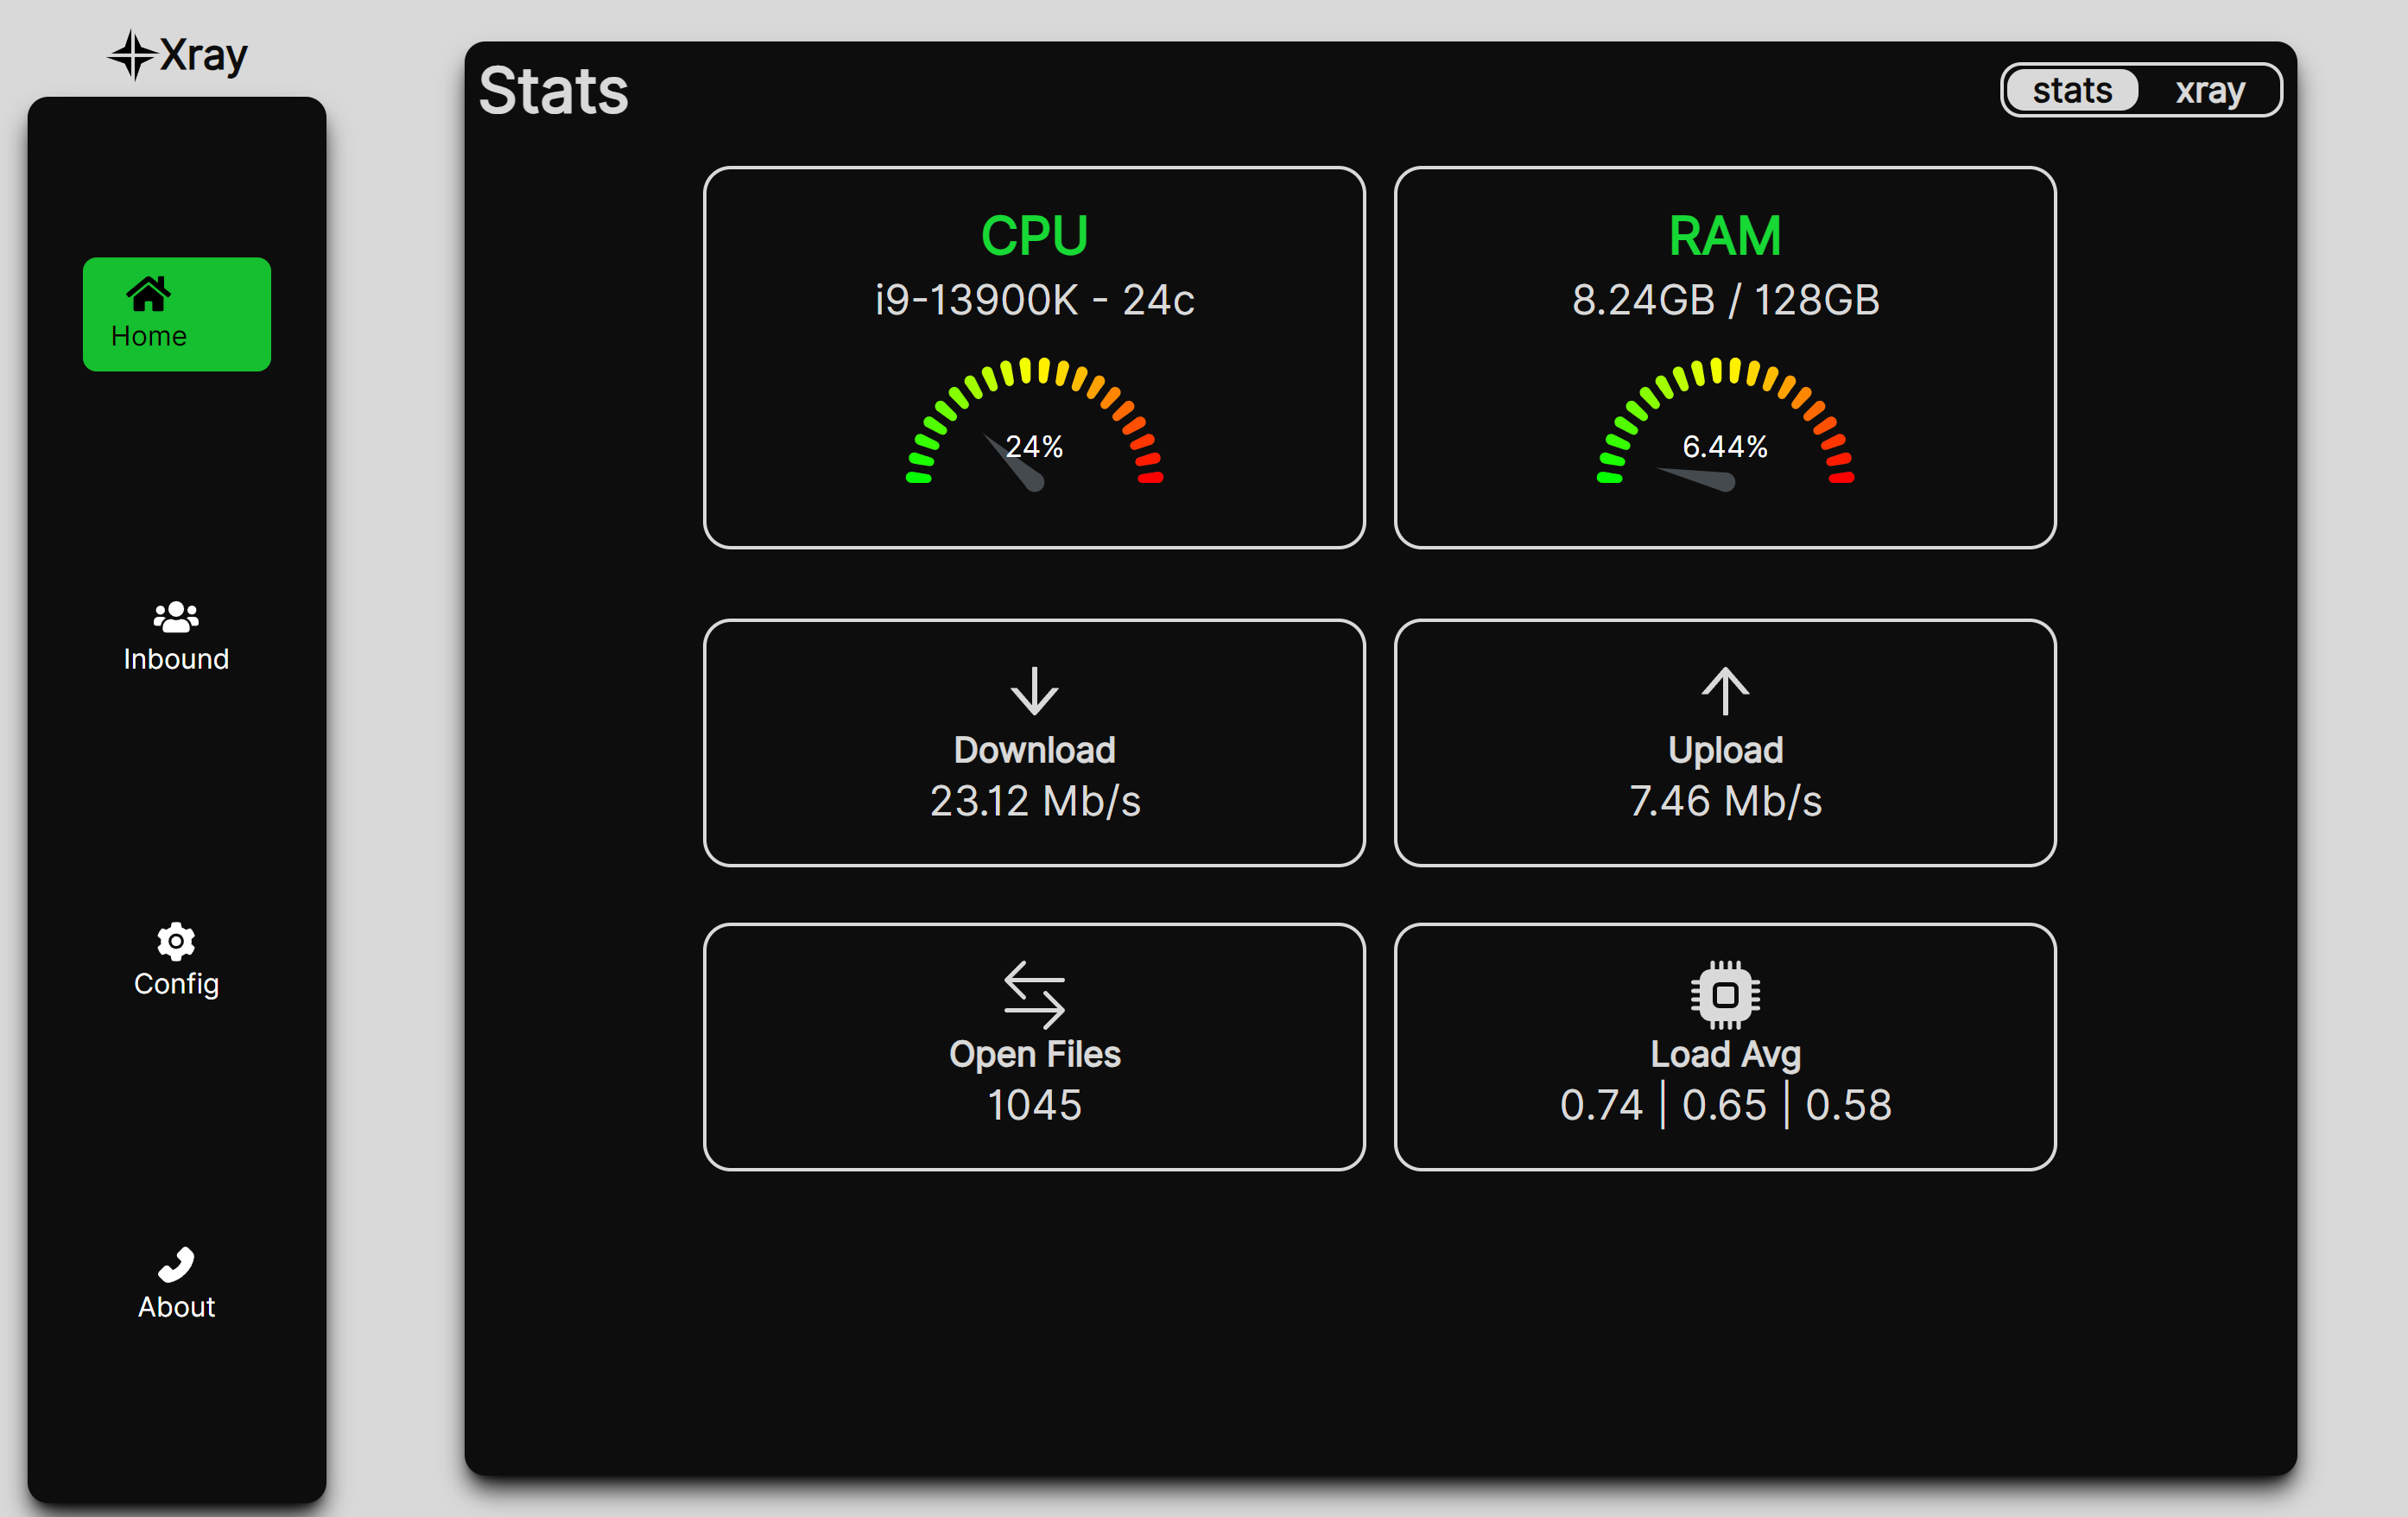 Xray
Home
Inbound
Config
About
Stats
stats xray
CPU
i9-13900K - 24c
24%
RAM
8.24GB / 128GB
6.44%
Download
23.12 Mb/s
Upload
7.46 Mb/s
Open Files
1045
Load Avg
0.74 | 0.65 | 0.58